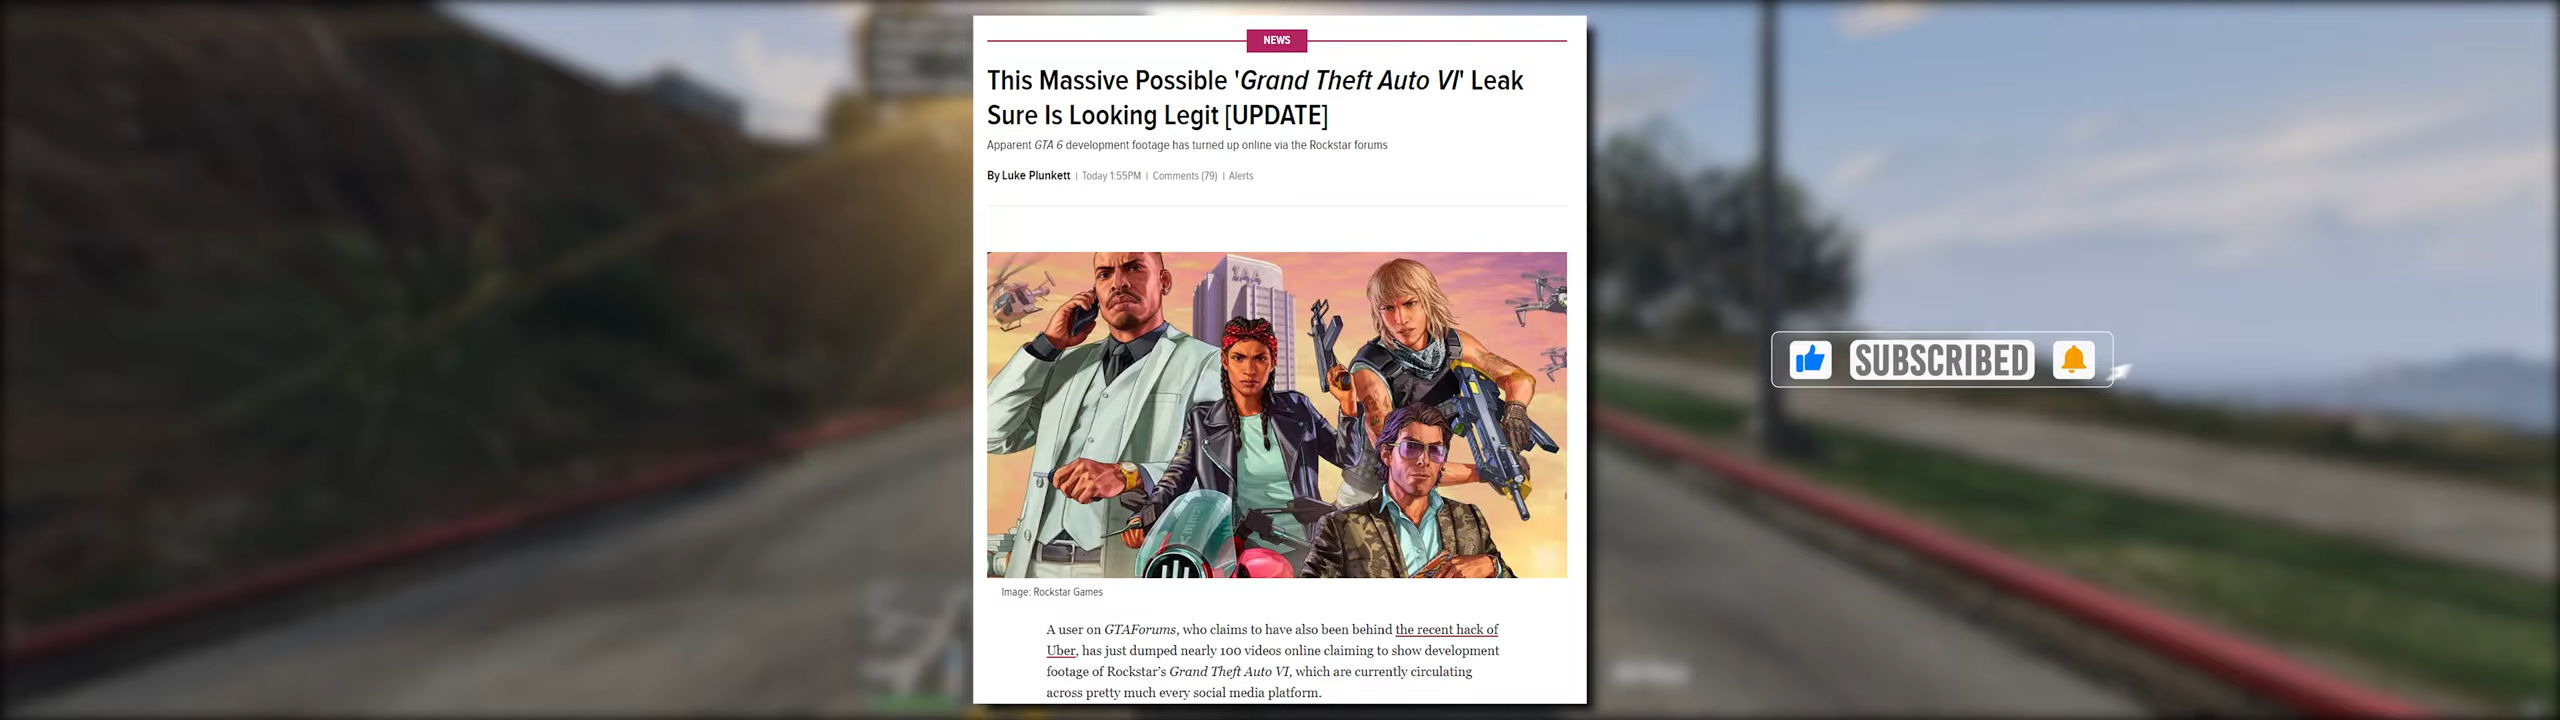 NEWS
This Massive Possible 'Grand Theft Auto VI' Leak
Sure Is Looking Legit [UPDATE]
Apparent GTA 6 development footage has turned up online via the Rockstar forums
By Luke Plunkett | Today 1:55PM | Comments (79) | Alerts
Image: Rockstar Games
A user on GTAForums, who claims to have also been behind the recent hack of
Uber, has just dumped nearly 100 videos online claiming to show development
footage of Rockstar's Grand Theft Auto VI, which are currently circulating
across pretty much every social media platform.
SUBSCRIBED